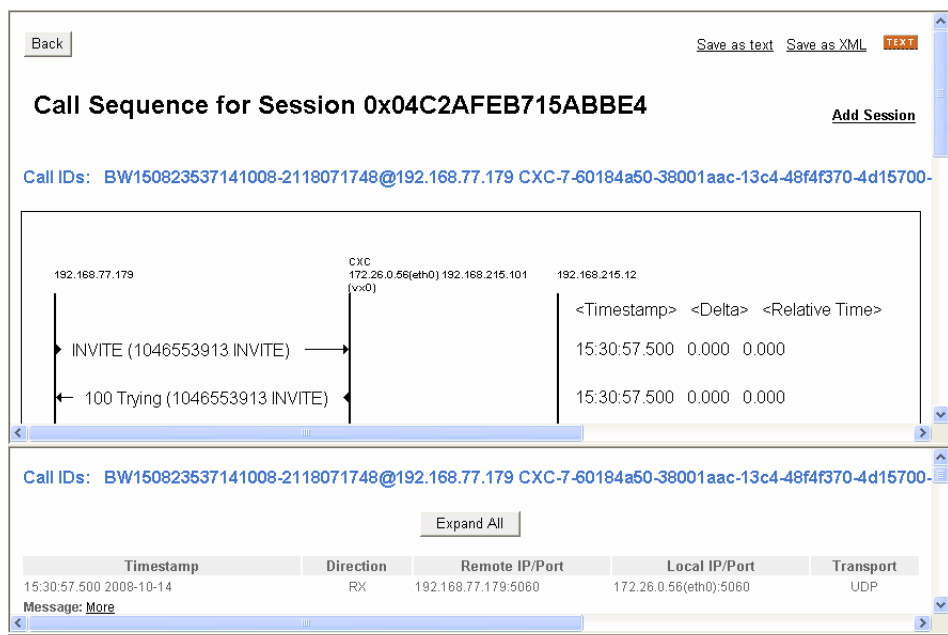 Back
Save as text Save as XML TEXT
Call Sequence for Session 0x04C2AFEB715ABBE4
Add Session
Call IDs: BW150823537141008-2118071748@192.168.77.179 CXC-7-60184a50-38001aac-13c4-48f4f370-4d15700-
192.168.77.179
CXC
172.26.0.56(eth0) 192.168.215.101
(vx0)
192.168.215.12
<Timestamp> <Delta> <Relative Time>
INVITE (1046553913 INVITE)
15:30:57.500 0.000 0.000
100 Trying (1046553913 INVITE)
15:30:57.500 0.000 0.000
Call IDs: BW150823537141008-2118071748@192.168.77.179 CXC-7-60184a50-38001aac-13c4-48f4f370-4d15700-
Expand All
Timestamp Direction Remote IP/Port Local IP/Port Transport
15:30:57.500 2008-10-14 RX 192.168.77.179:5060 172.26.0.56(eth0):5060 UDP
Message: More